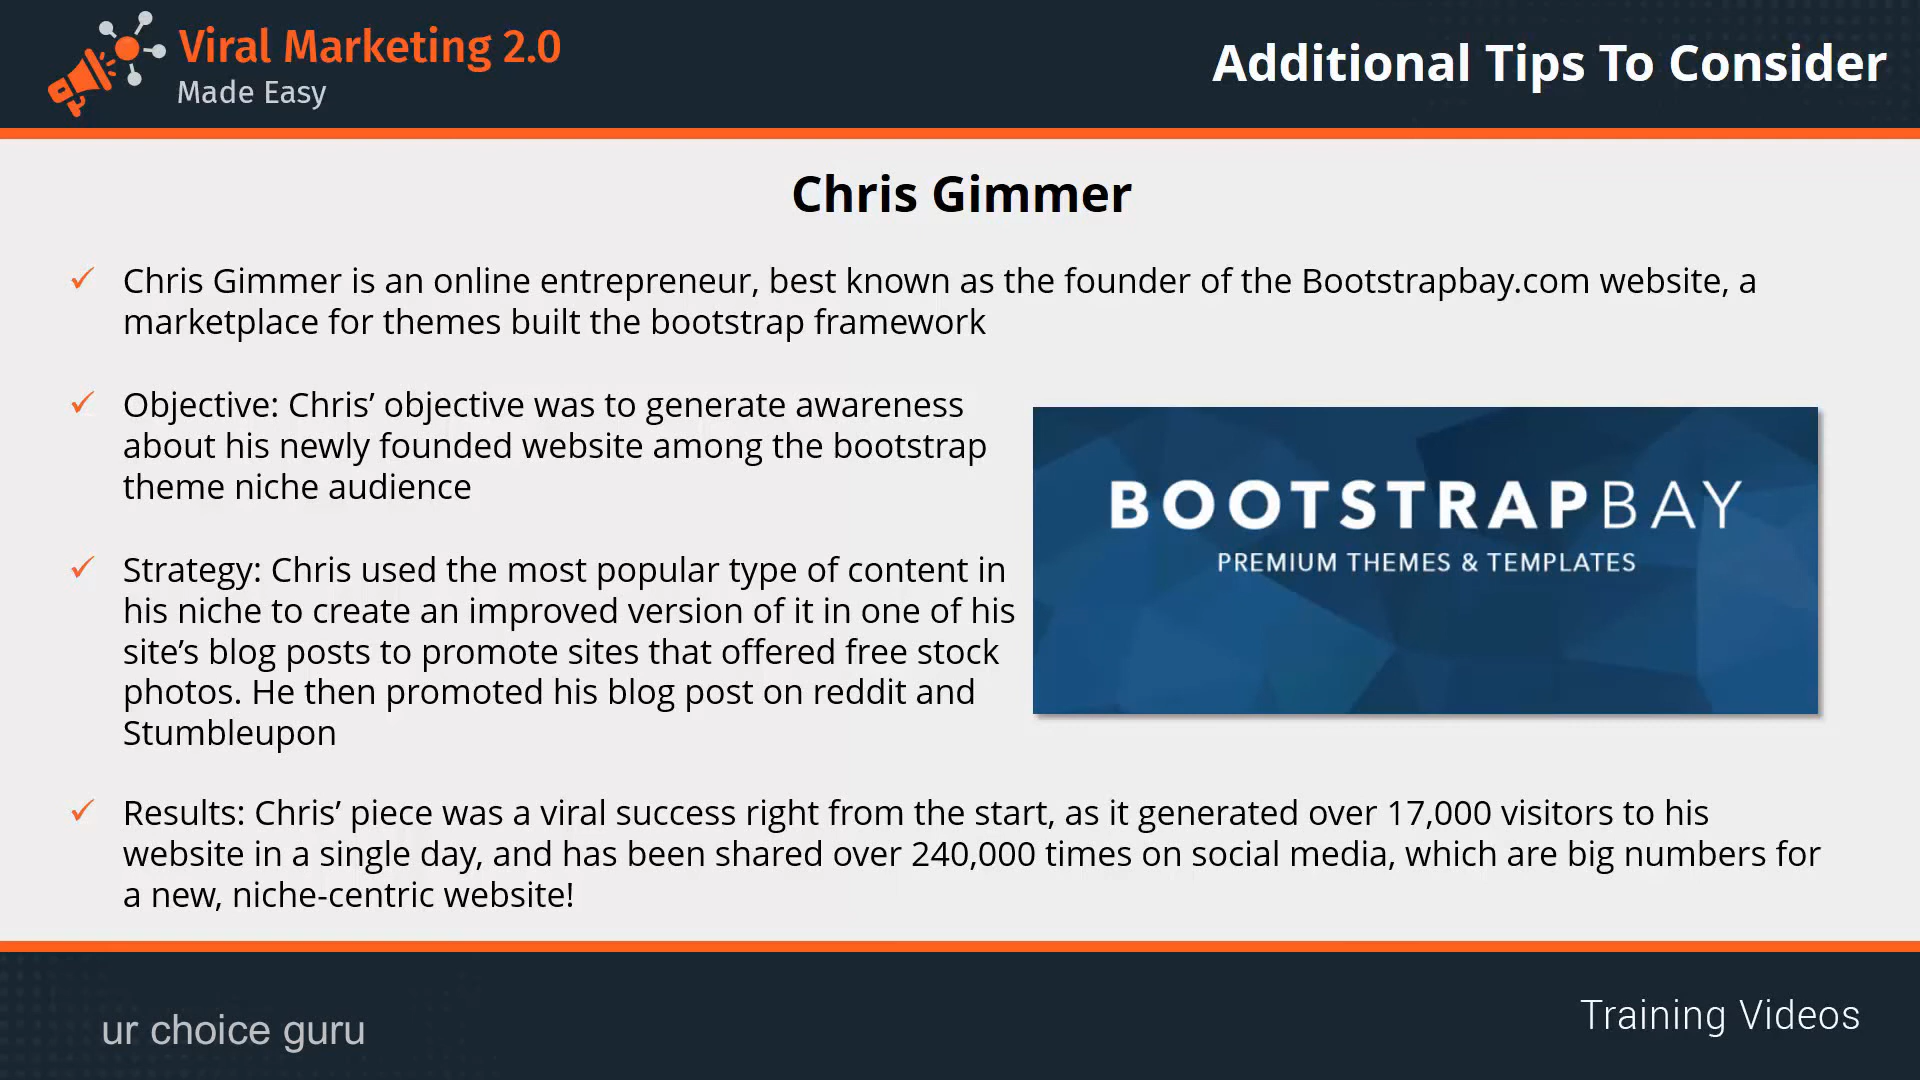 Viral Marketing 2.0
Made Easy
Additional Tips To Consider
Chris Gimmer
✓ Chris Gimmer is an online entrepreneur, best known as the founder of the Bootstrapbay.com website, a
marketplace for themes built the bootstrap framework
✓ Objective: Chris’ objective was to generate awareness
about his newly founded website among the bootstrap
theme niche audience
✓ Strategy: Chris used the most popular type of content in
his niche to create an improved version of it in one of his
site’s blog posts to promote sites that offered free stock
photos. He then promoted his blog post on reddit and
Stumbleupon
BOOTSTRAPBAY
PREMIUM THEMES & TEMPLATES
✓ Results: Chris’ piece was a viral success right from the start, as it generated over 17,000 visitors to his
website in a single day, and has been shared over 240,000 times on social media, which are big numbers for
a new, niche-centric website!
ur choice guru
Training Videos